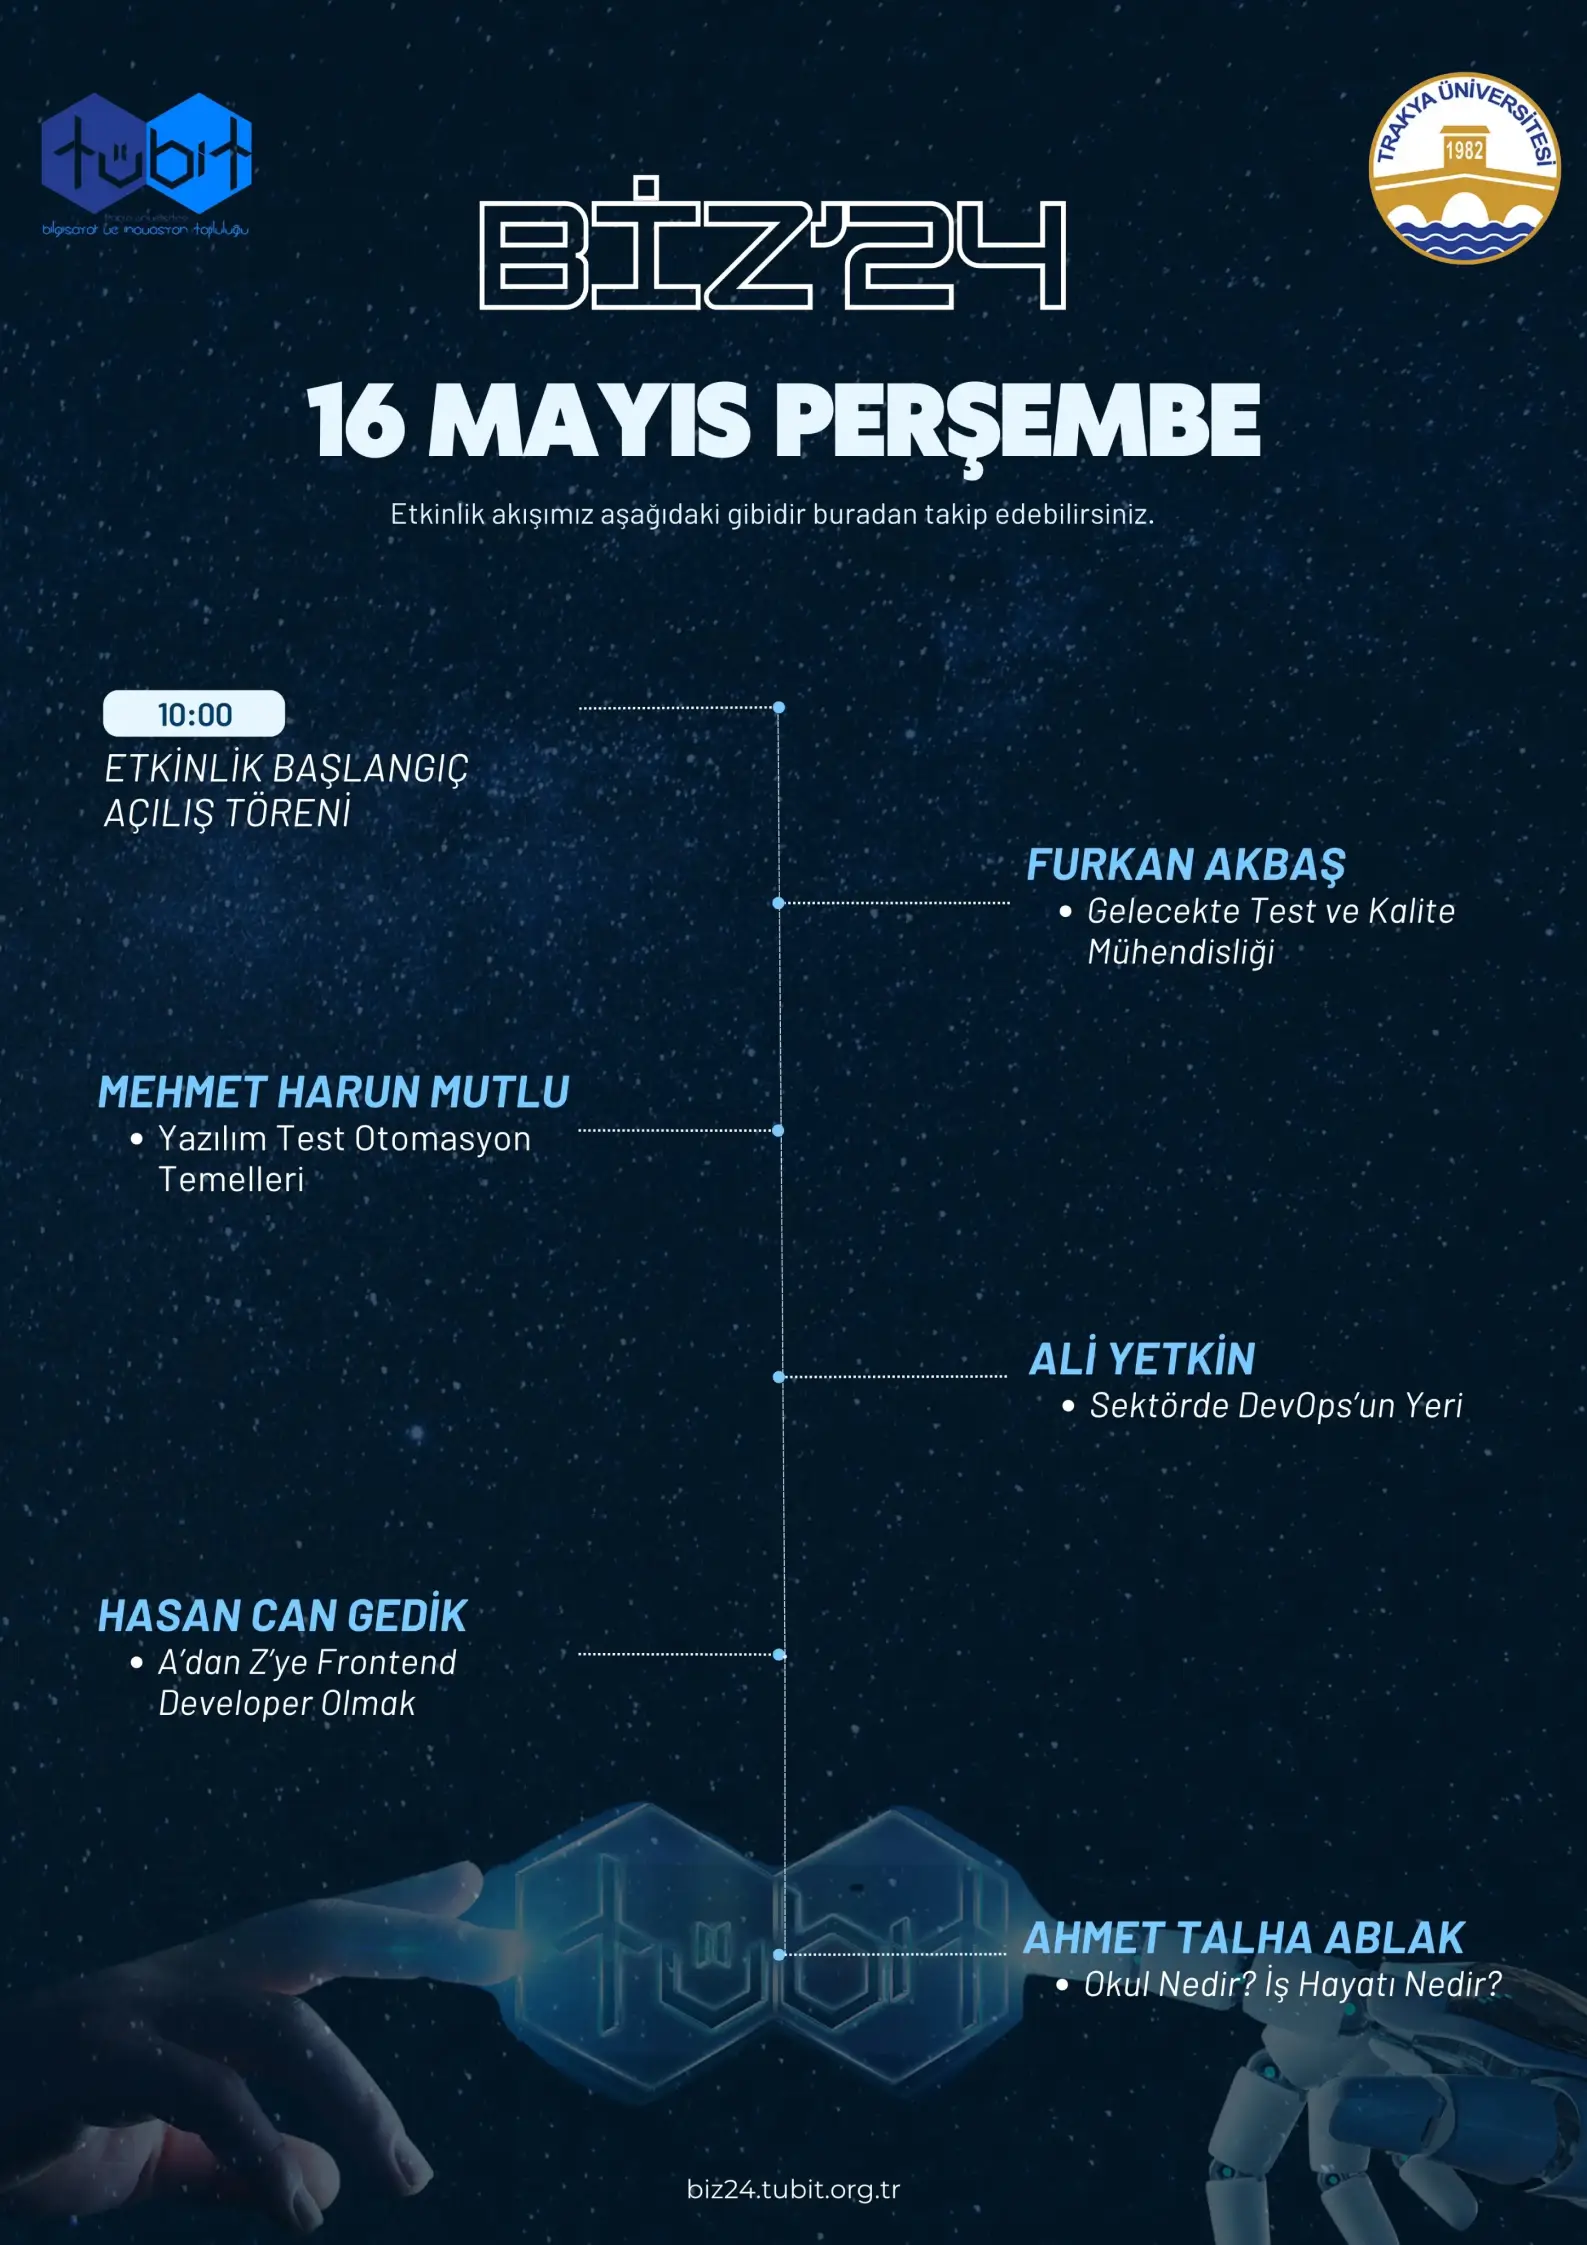 tübit
bilgisayar ve inovasyon topluluğu
TRAKYA ÜNİVERSİTESİ
1982
BİZ'24
16 MAYIS PERŞEMBE
Etkinlik akışımız aşağıdaki gibidir buradan takip edebilirsiniz.
10:00
ETKİNLİK BAŞLANGIÇ
AÇILIŞ TÖRENİ
FURKAN AKBAŞ
• Gelecekte Test ve Kalite
Mühendisliği
MEHMET HARUN MUTLU
• Yazılım Test Otomasyon
Temelleri
ALİ YETKİN
• Sektörde DevOps’un Yeri
HASAN CAN GEDİK
• A’dan Z’ye Frontend
Developer Olmak
tübit
AHMET TALHA ABLAK
• Okul Nedir? İş Hayatı Nedir?
biz24.tubit.org.tr